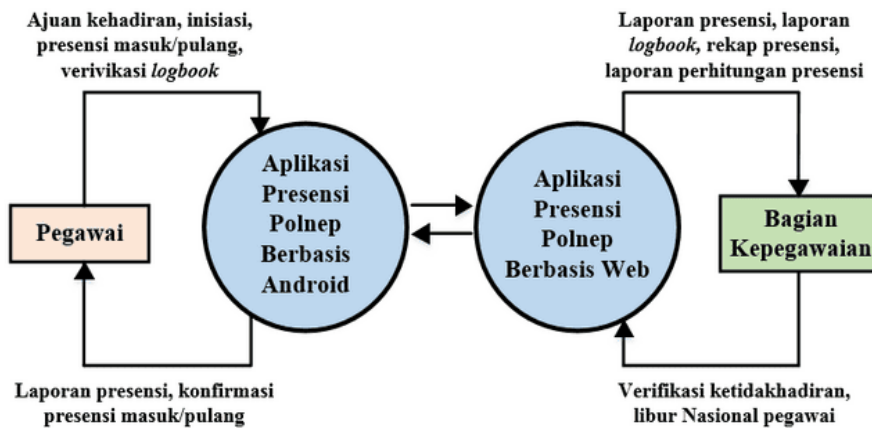 Ajuan kehadiran, inisiasi,
presensi masuk/pulang,
verivikasi logbook
Laporan presensi, laporan
logbook, rekap presensi,
laporan perhitungan presensi
Pegawai
Aplikasi
Presensi
Polnep
Berbasis
Android
Aplikasi
Presensi
Polnep
Berbasis Web
Bagian
Kepegawaian
Laporan presensi, konfirmasi
presensi masuk/pulang
Verifikasi ketidakhadiran,
libur Nasional pegawai